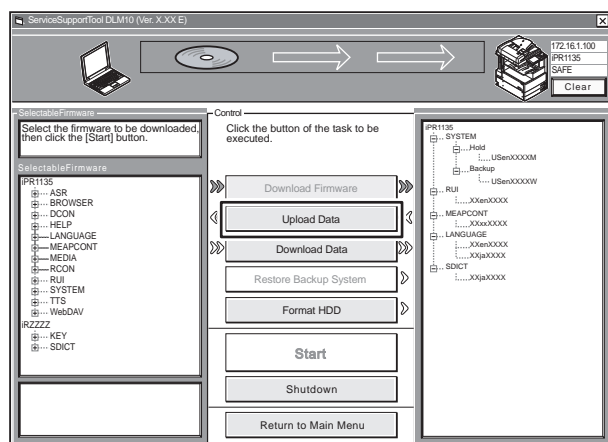 ServiceSupportTool DLM10 (Ver. X.XX E)
172.16.1.100
iPR1135
SAFE
Clear
SelectableFirmware
Select the firmware to be downloaded,
then click the [Start] button.
SelectableFirmware
iPR1135
ASR
BROWSER
DCON
HELP
LANGUAGE
MEAPCONT
MEDIA
RCON
RUI
SYSTEM
TTS
WebDAV
iRZZZZ
KEY
SDICT
Control
Click the button of the task to be
executed.
Download Firmware
Upload Data
Download Data
Restore Backup System
Format HDD
Start
Shutdown
Return to Main Menu
iPR1135
SYSTEM
Hold
USenXXXXM
Backup
USenXXXXW
RUI
XXenXXXX
MEAPCONT
XXxxXXXX
LANGUAGE
XXenXXXX
XXjaXXXX
SDICT
XXjaXXXX